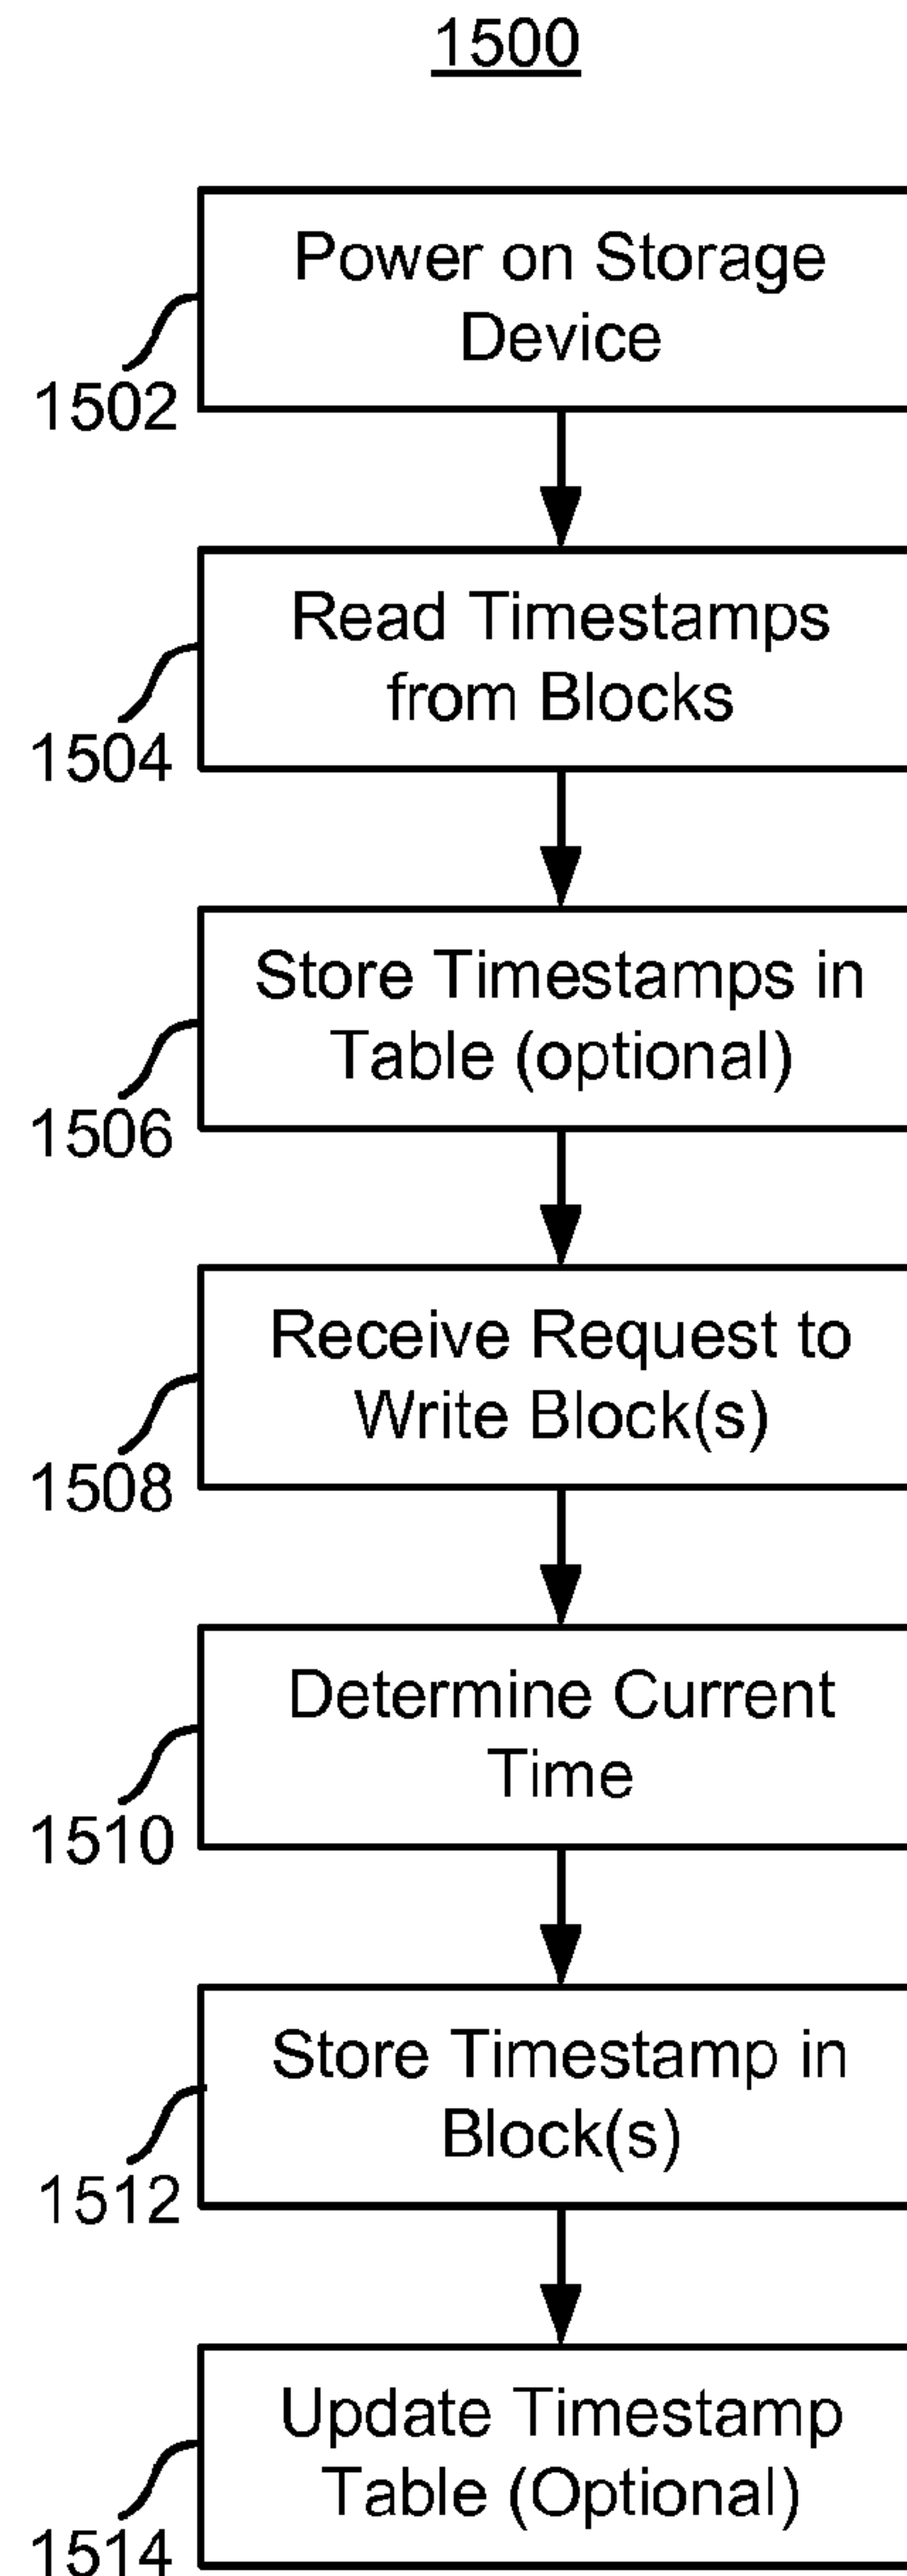 1500
Power on Storage
Device
1502
Read Timestamps
from Blocks
1504
Store Timestamps in
Table (optional)
1506
Receive Request to
Write Block(s)
1508
Determine Current
Time
1510
Store Timestamp in
Block(s)
1512
Update Timestamp
Table (Optional)
1514